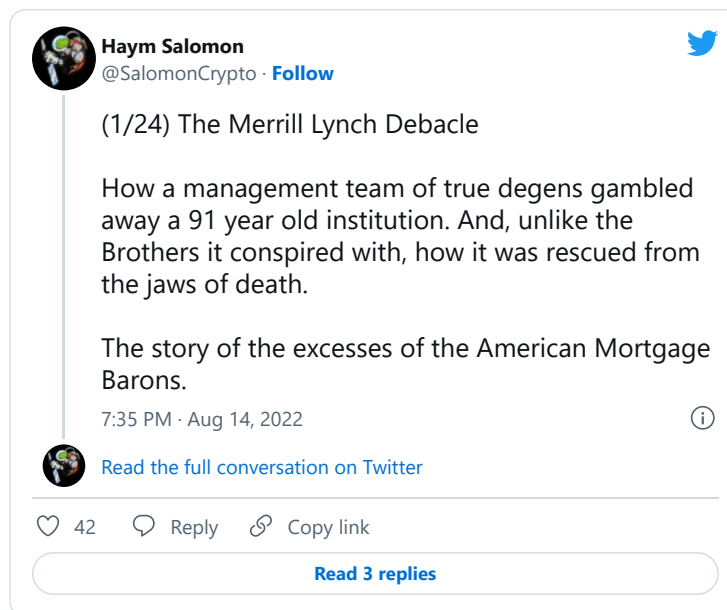 Haym Salomon
@SalomonCrypto · Follow
(1/24) The Merrill Lynch Debacle
How a management team of true degens gambled
away a 91 year old institution. And, unlike the
Brothers it conspired with, how it was rescued from
the jaws of death.
The story of the excesses of the American Mortgage
Barons.
7:35 PM · Aug 14, 2022
Read the full conversation on Twitter
42 Reply Copy link
Read 3 replies